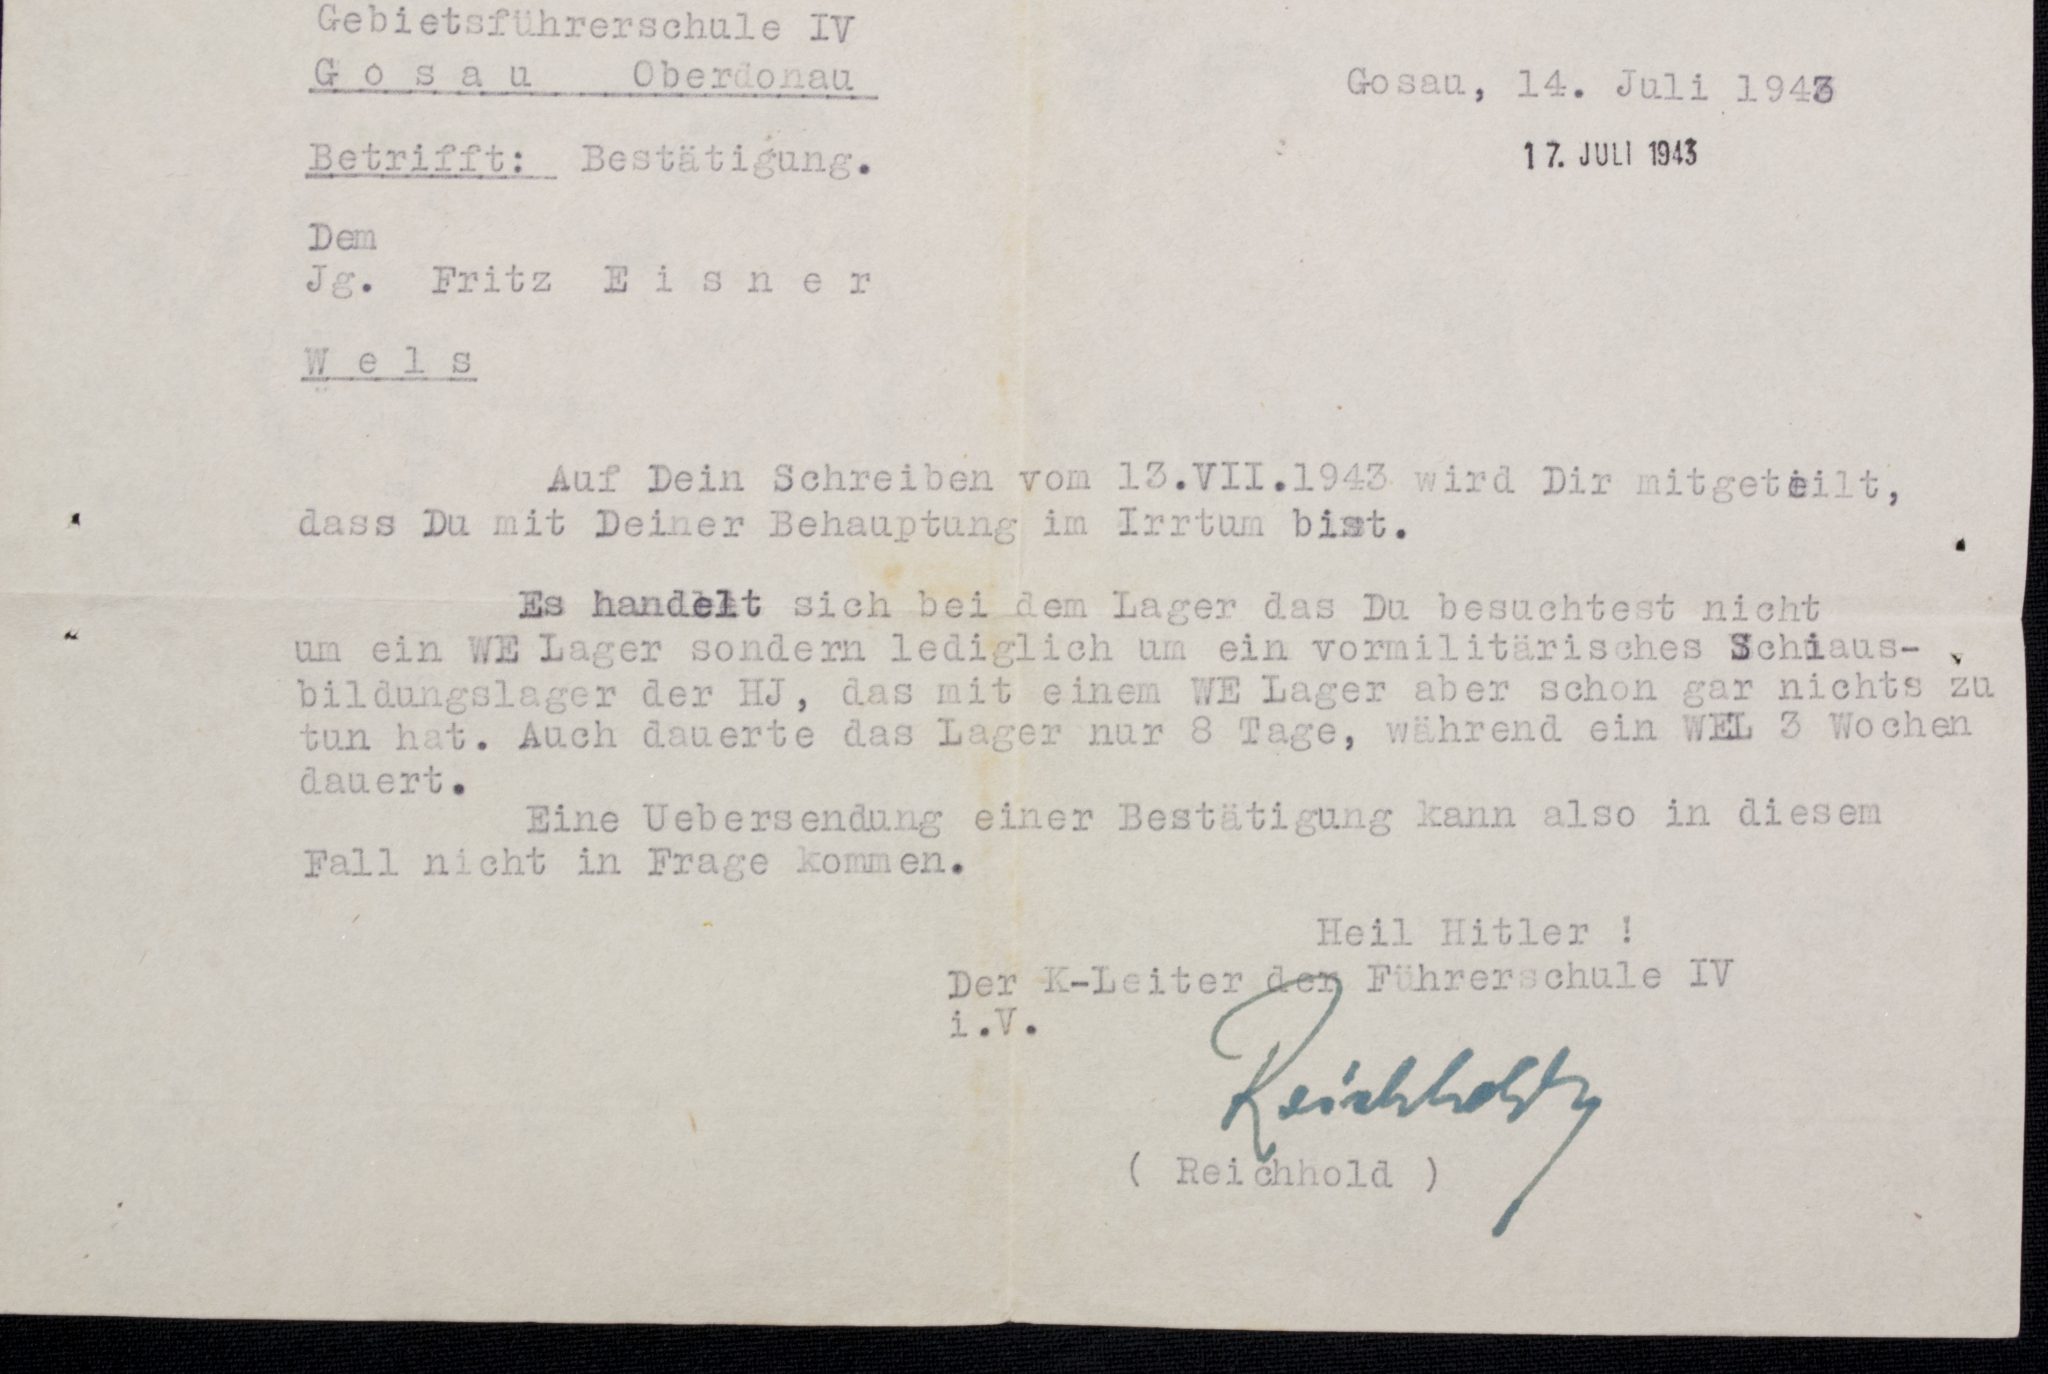 Gebietsführerschule IV
G o s a u   Oberdonau
Gosau, 14. Juli 1943
17. JULI 1943
Betrifft: Bestätigung.
Dem
Jg. Fritz E i s n e r
W e l s
Auf Dein Schreiben vom 13.VII.1943 wird Dir mitgeteilt,
dass Du mit Deiner Behauptung im Irrtum bist.
Es handelt sich bei dem Lager das Du besuchtest nicht
um ein WE Lager sondern lediglich um ein vormilitärisches Schiaus-
bildungslager der HJ, das mit einem WE Lager aber schon gar nichts zu
tun hat. Auch dauerte das Lager nur 8 Tage, während ein WEL 3 Wochen
dauert.
Eine Uebersendung einer Bestätigung kann also in diesem
Fall nicht in Frage kommen.
Heil Hitler !
Der K-Leiter der Führerschule IV
i.V.
Reichhold
( Reichhold )